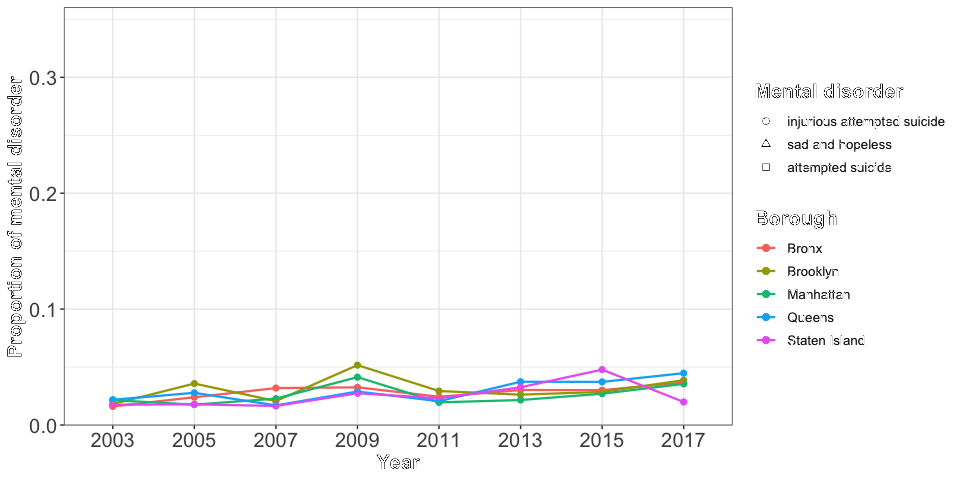 Proportion of mental disorder
0.3
0.2
0.1
0.0
2003 2005 2007 2009 2011 2013 2015 2017
Year
Mental disorder
injurious attempted suicide
sad and hopeless
attempted suicide
Borough
Bronx
Brooklyn
Manhattan
Queens
Staten Island